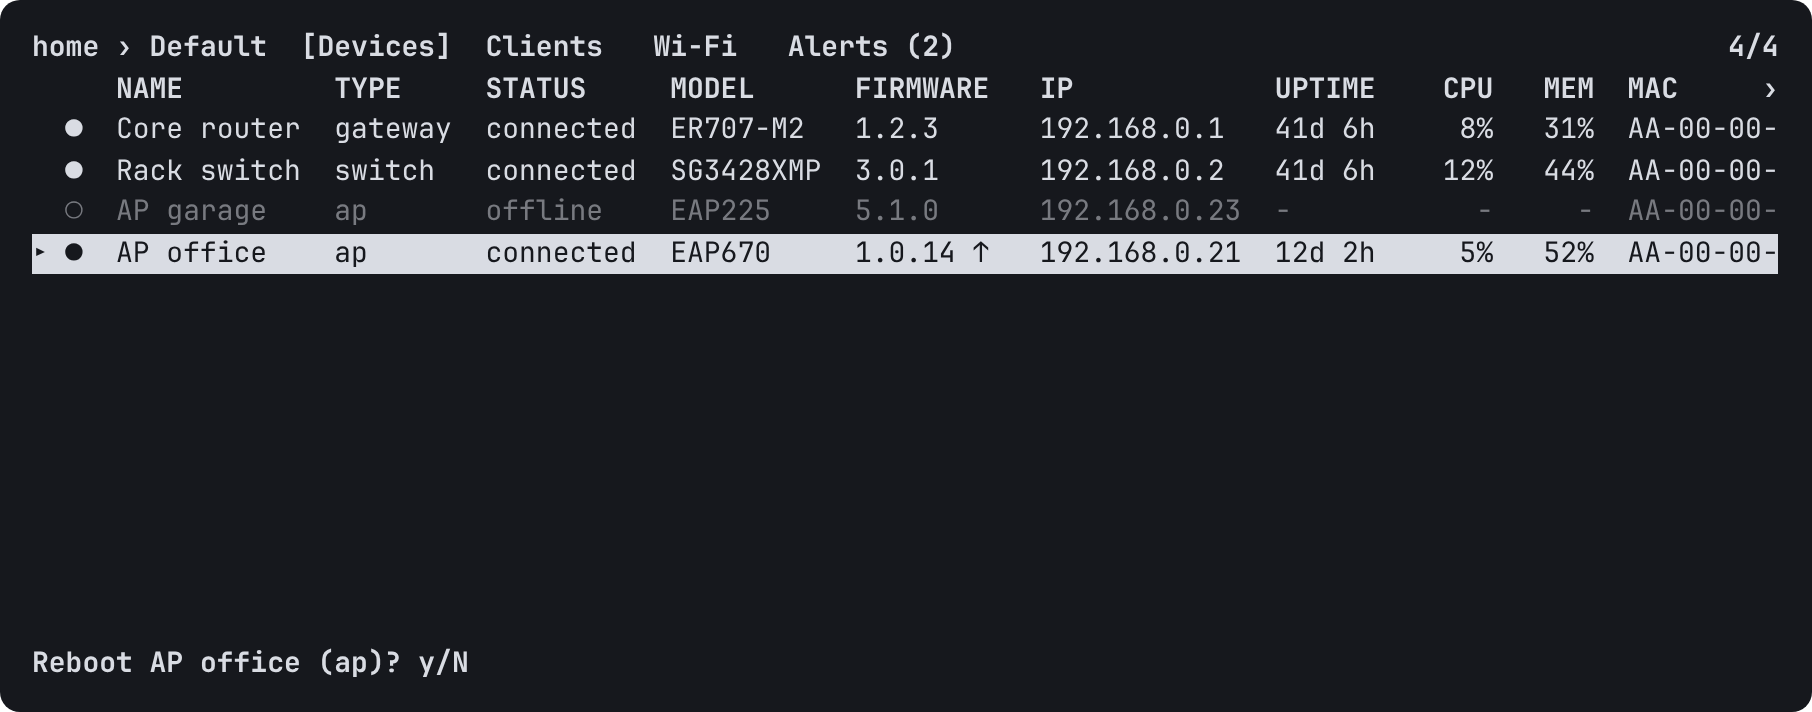 home › Default  [Devices]  Clients   Wi-Fi   Alerts (2)   4/4
NAME   TYPE   STATUS   MODEL   FIRMWARE   IP   UPTIME   CPU   MEM   MAC   ›
● Core router  gateway  connected  ER707-M2   1.2.3   192.168.0.1   41d 6h   8%   31%  AA-00-00-
● Rack switch  switch   connected  SG3428XMP  3.0.1   192.168.0.2   41d 6h   12%   44%  AA-00-00-
○ AP garage    ap       offline    EAP225     5.1.0   192.168.0.23  -   -   -  AA-00-00-
▸ ● AP office    ap       connected  EAP670     1.0.14 ↑   192.168.0.21  12d 2h   5%   52%  AA-00-00-
Reboot AP office (ap)? y/N